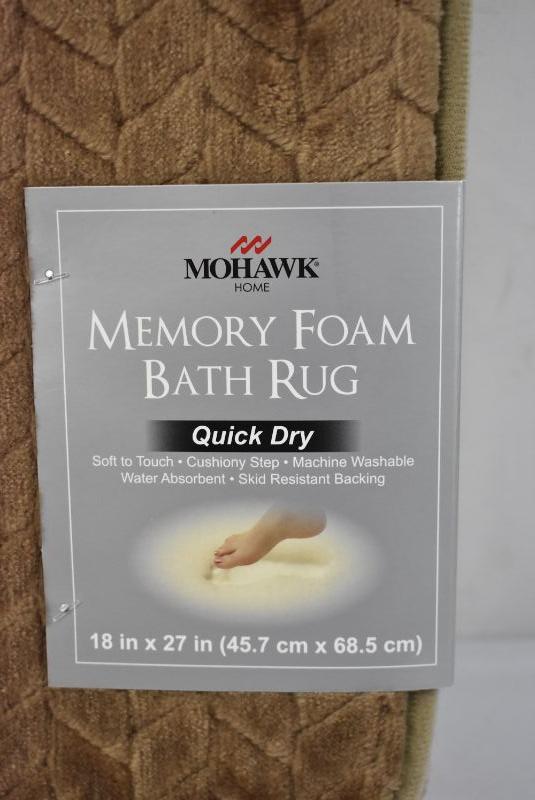 MOHAWK®
HOME
MEMORY FOAM
BATH RUG
Quick Dry
Soft to Touch • Cushiony Step • Machine Washable
Water Absorbent • Skid Resistant Backing
18 in x 27 in (45.7 cm x 68.5 cm)